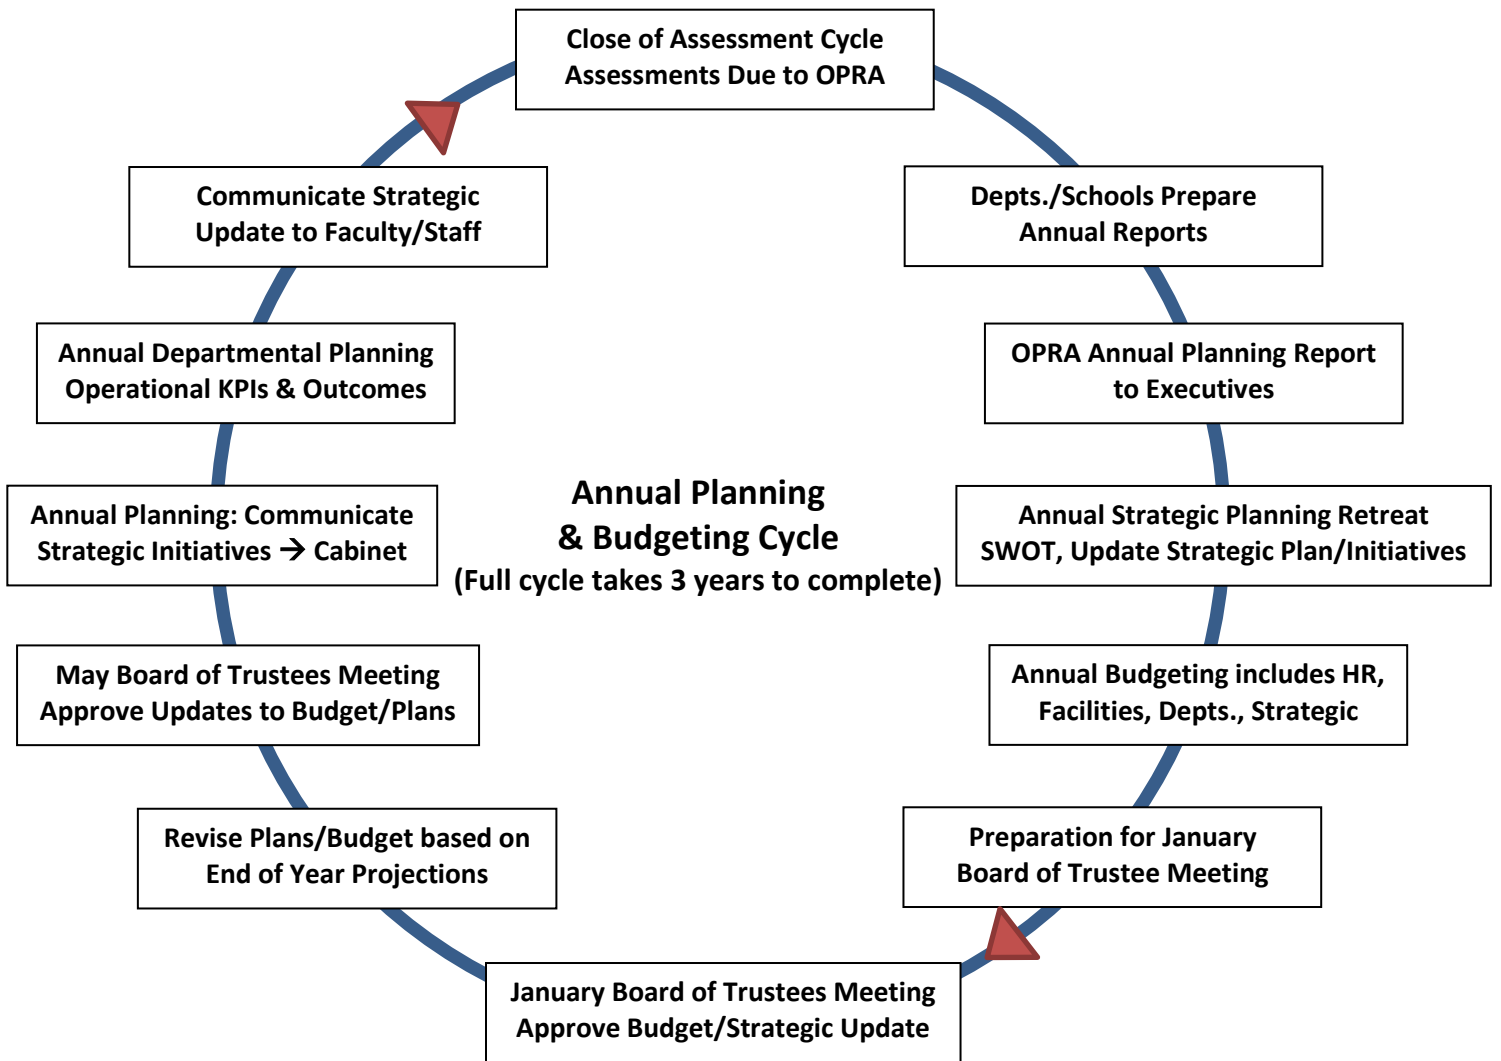 Close of Assessment Cycle
Assessments Due to OPRA
Depts./Schools Prepare
Annual Reports
OPRA Annual Planning Report
to Executives
Annual Strategic Planning Retreat
SWOT, Update Strategic Plan/Initiatives
Annual Budgeting includes HR,
Facilities, Depts., Strategic
Preparation for January
Board of Trustee Meeting
January Board of Trustees Meeting
Approve Budget/Strategic Update
Revise Plans/Budget based on
End of Year Projections
May Board of Trustees Meeting
Approve Updates to Budget/Plans
Annual Planning: Communicate
Strategic Initiatives → Cabinet
Annual Departmental Planning
Operational KPIs & Outcomes
Communicate Strategic
Update to Faculty/Staff
Annual Planning
& Budgeting Cycle
(Full cycle takes 3 years to complete)